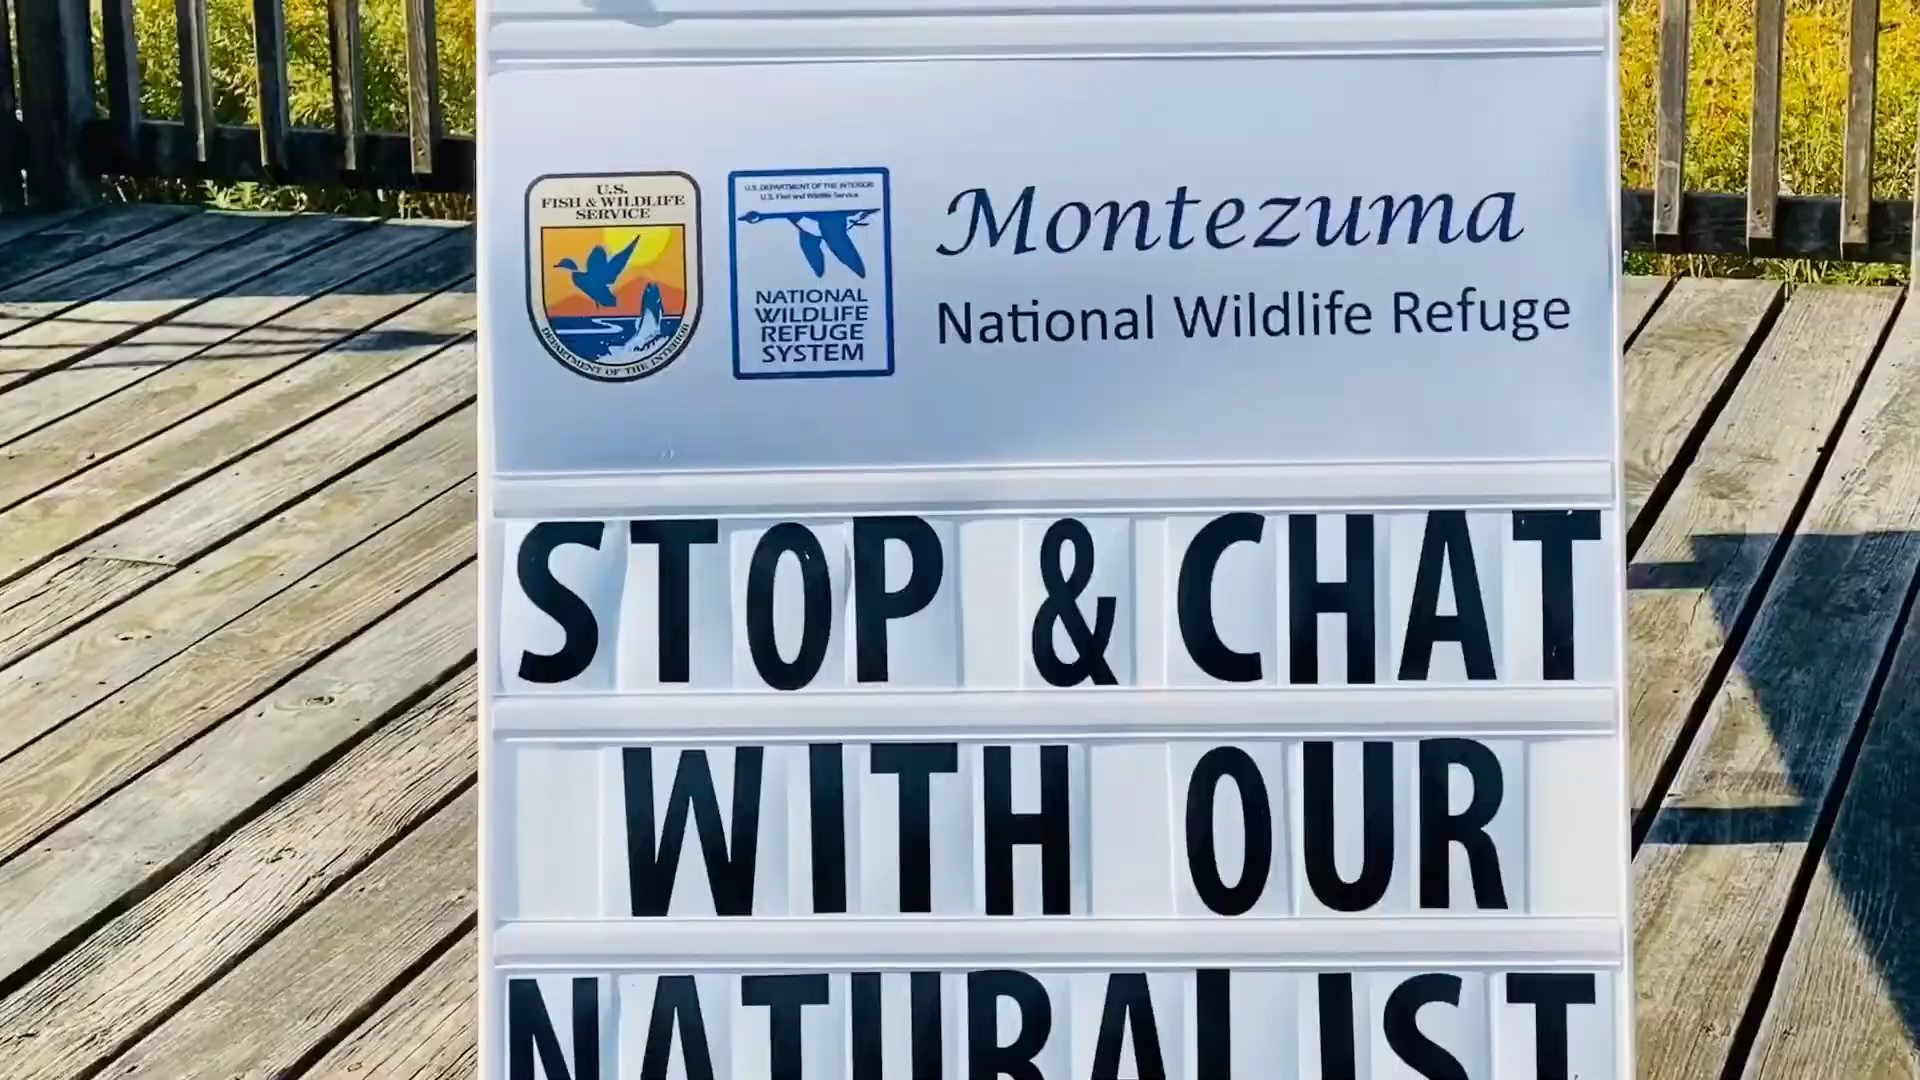 U.S.
FISH & WILDLIFE
SERVICE
DEPARTMENT OF THE INTERIOR
U.S. DEPARTMENT OF THE INTERIOR
U.S. Fish and Wildlife Service
NATIONAL
WILDLIFE
REFUGE
SYSTEM
Montezuma
National Wildlife Refuge
STOP & CHAT
WITH OUR
NATURALIST